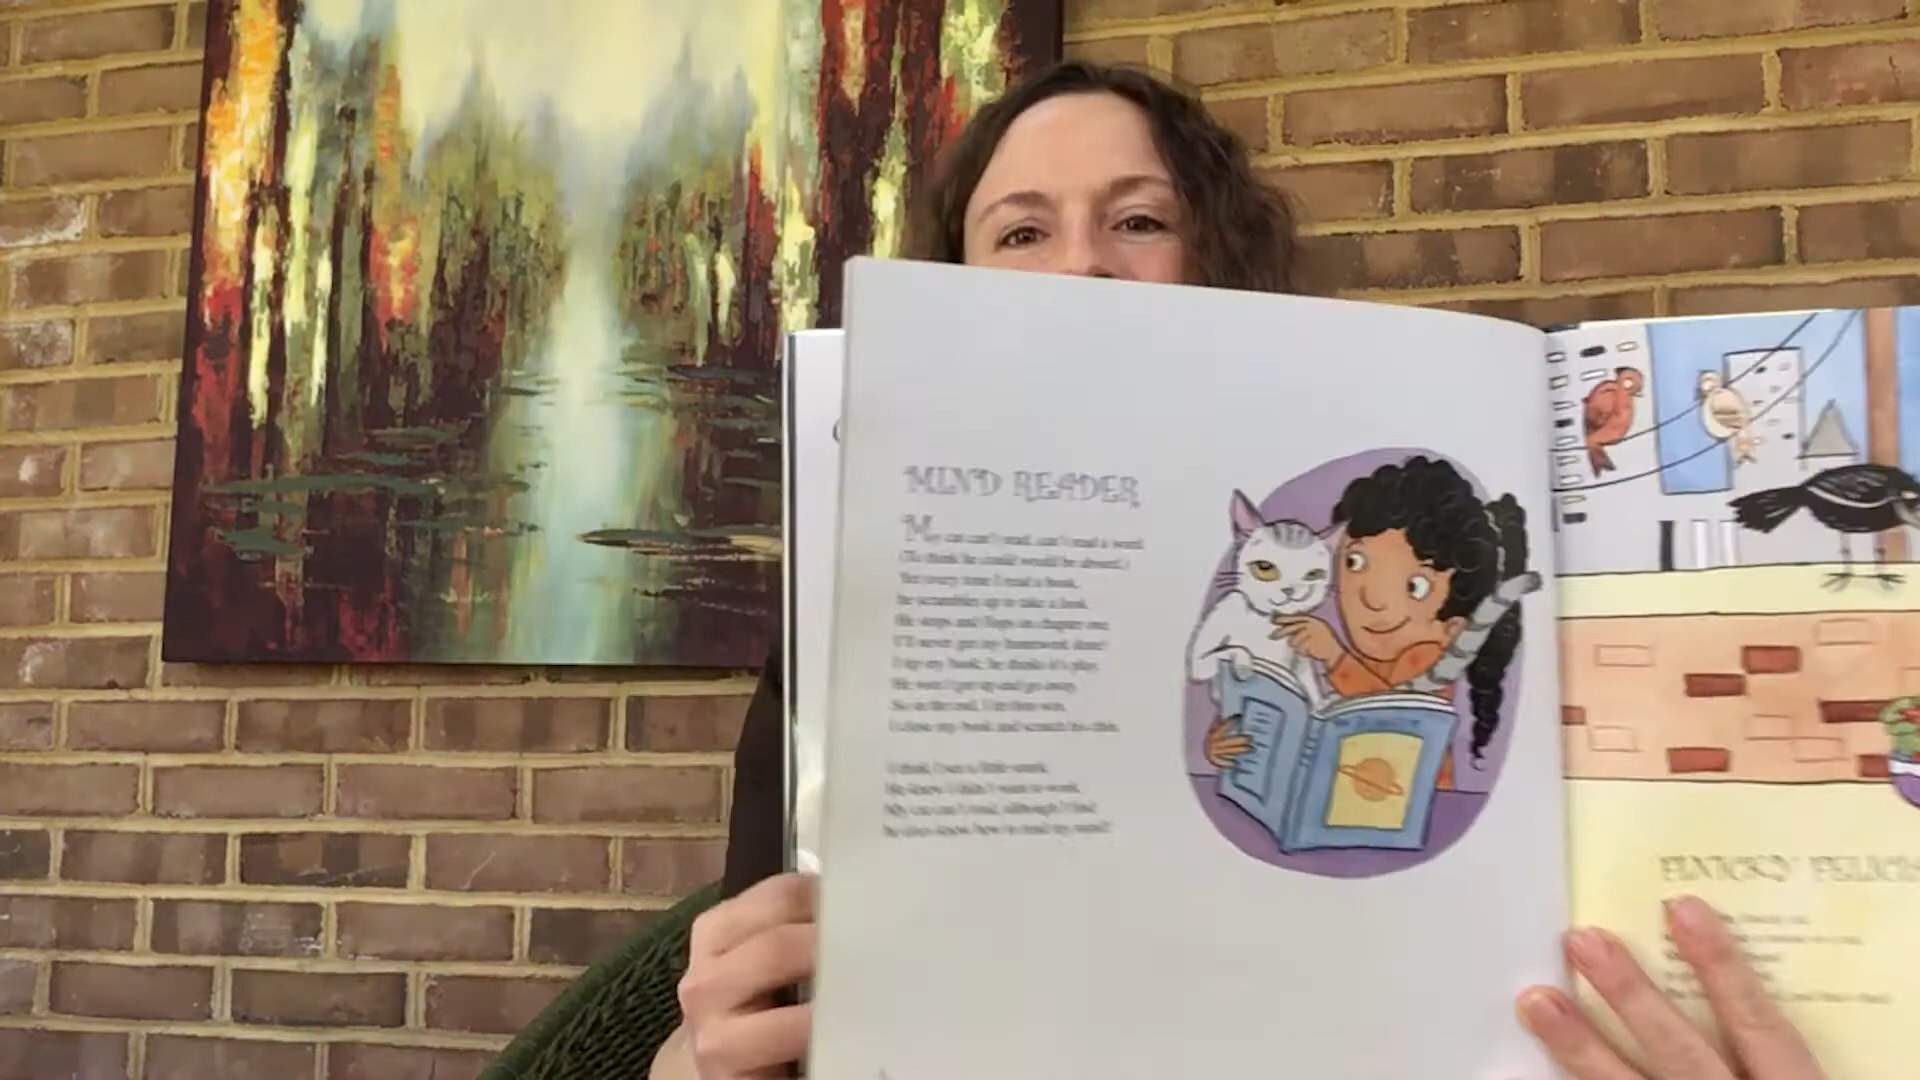 MIND READER
My cat can't read, can't read a word.
(To think he could would be absurd.)
Yet every time I read a book,
he scrambles up to take a look.
He stops and flops on chapter one.
I'll never get my homework done!
I tip my book; he thinks it's play.
He won't get up and go away.
So in the end, I let him win.
I close my book and scratch his chin.
I think I see a little smirk.
He knew I didn't want to work.
My cat can't read, although I find
he does know how to read my mind!
FINICKY